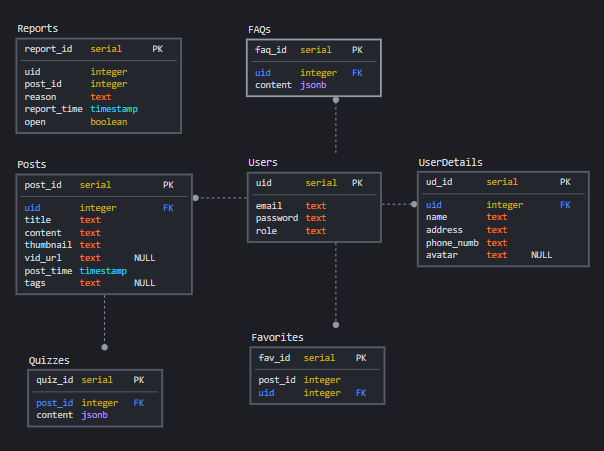 Reports
report_id serial PK
uid integer
post_id integer
reason text
report_time timestamp
open boolean
FAQs
faq_id serial PK
uid integer FK
content jsonb
Posts
post_id serial PK
uid integer FK
title text
content text
thumbnail text
vid_url text NULL
post_time timestamp
tags text NULL
Users
uid serial PK
email text
password text
role text
UserDetails
ud_id serial PK
uid integer FK
name text
address text
phone_numb text
avatar text NULL
Quizzes
quiz_id serial PK
post_id integer FK
content jsonb
Favorites
fav_id serial PK
post_id integer
uid integer FK